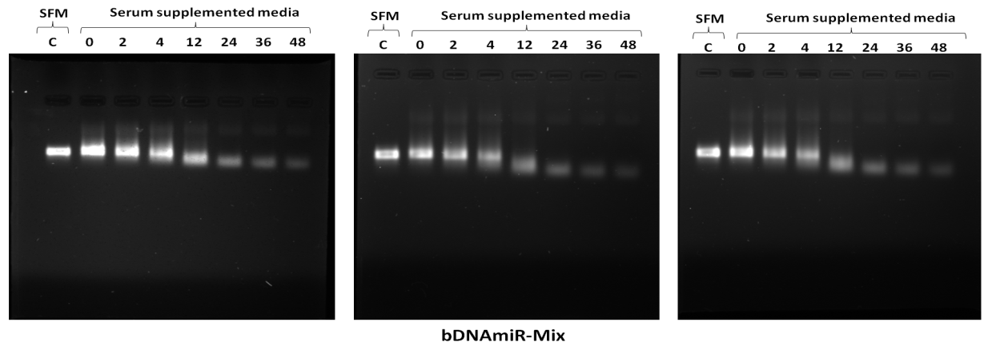 SFM Serum supplemented media
C 0 2 4 12 24 36 48
SFM Serum supplemented media
C 0 2 4 12 24 36 48
SFM Serum supplemented media
C 0 2 4 12 24 36 48
bDNAmiR-Mix